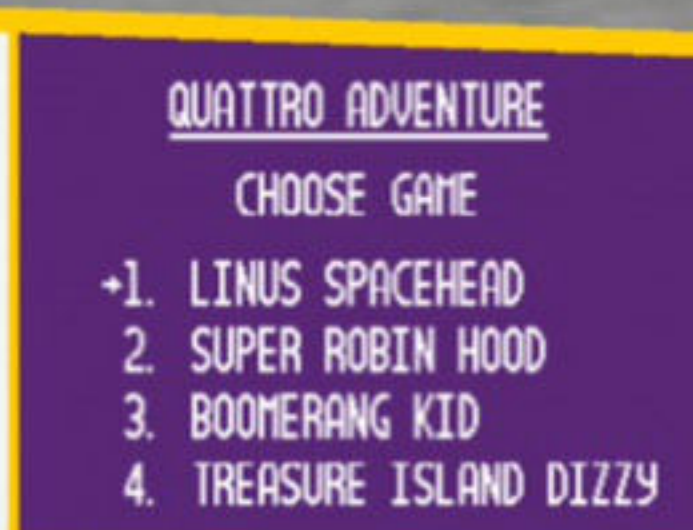 QUATTRO ADVENTURE
CHOOSE GAME
→1. LINUS SPACEHEAD
2. SUPER ROBIN HOOD
3. BOOMERANG KID
4. TREASURE ISLAND DIZZY